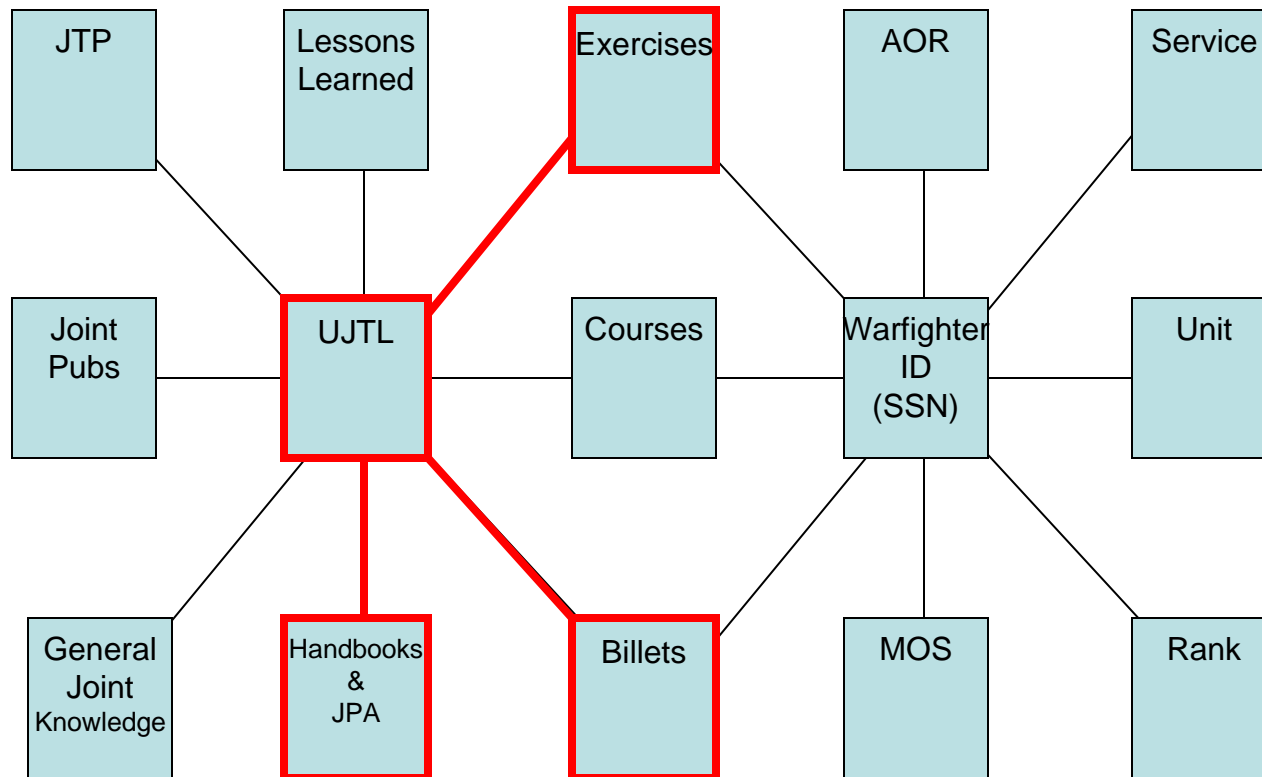 JTP
Lessons
Learned
Exercises
AOR
Service
Joint
Pubs
UJTL
Courses
Warfighter
ID
(SSN)
Unit
General
Joint
Knowledge
Handbooks
&
JPA
Billets
MOS
Rank